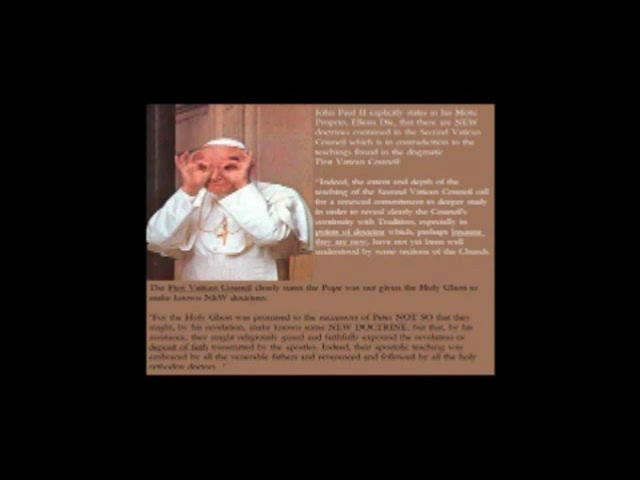 John Paul II explicitly states in his Motu
Proprio, Ellesia Die, that there are NEW
doctrines contained in the Second Vatican
Council which is in contradiction to the
teachings found in the dogmatic
First Vatican Council:
"Indeed, the extent and depth of the
teaching of the Second Vatican Council call
for a renewed commitment to deeper study
in order to reveal clearly the Council's
continuity with Tradition, especially in
points of doctrine which, perhaps because
they are new, have not yet been well
understood by some sections of the Church.
The First Vatican Council clearly states the Pope was not given the Holy Ghost to
make known NEW doctrines:
"For the Holy Ghost was promised to the successors of Peter NOT SO that they
might, by his revelation, make known some NEW DOCTRINE, but that, by his
assistance, they might religiously guard and faithfully expound the revelation or
deposit of faith transmitted by the apostles. Indeed, their apostolic teaching was
embraced by all the venerable fathers and reverenced and followed by all the holy
orthodox doctors..."